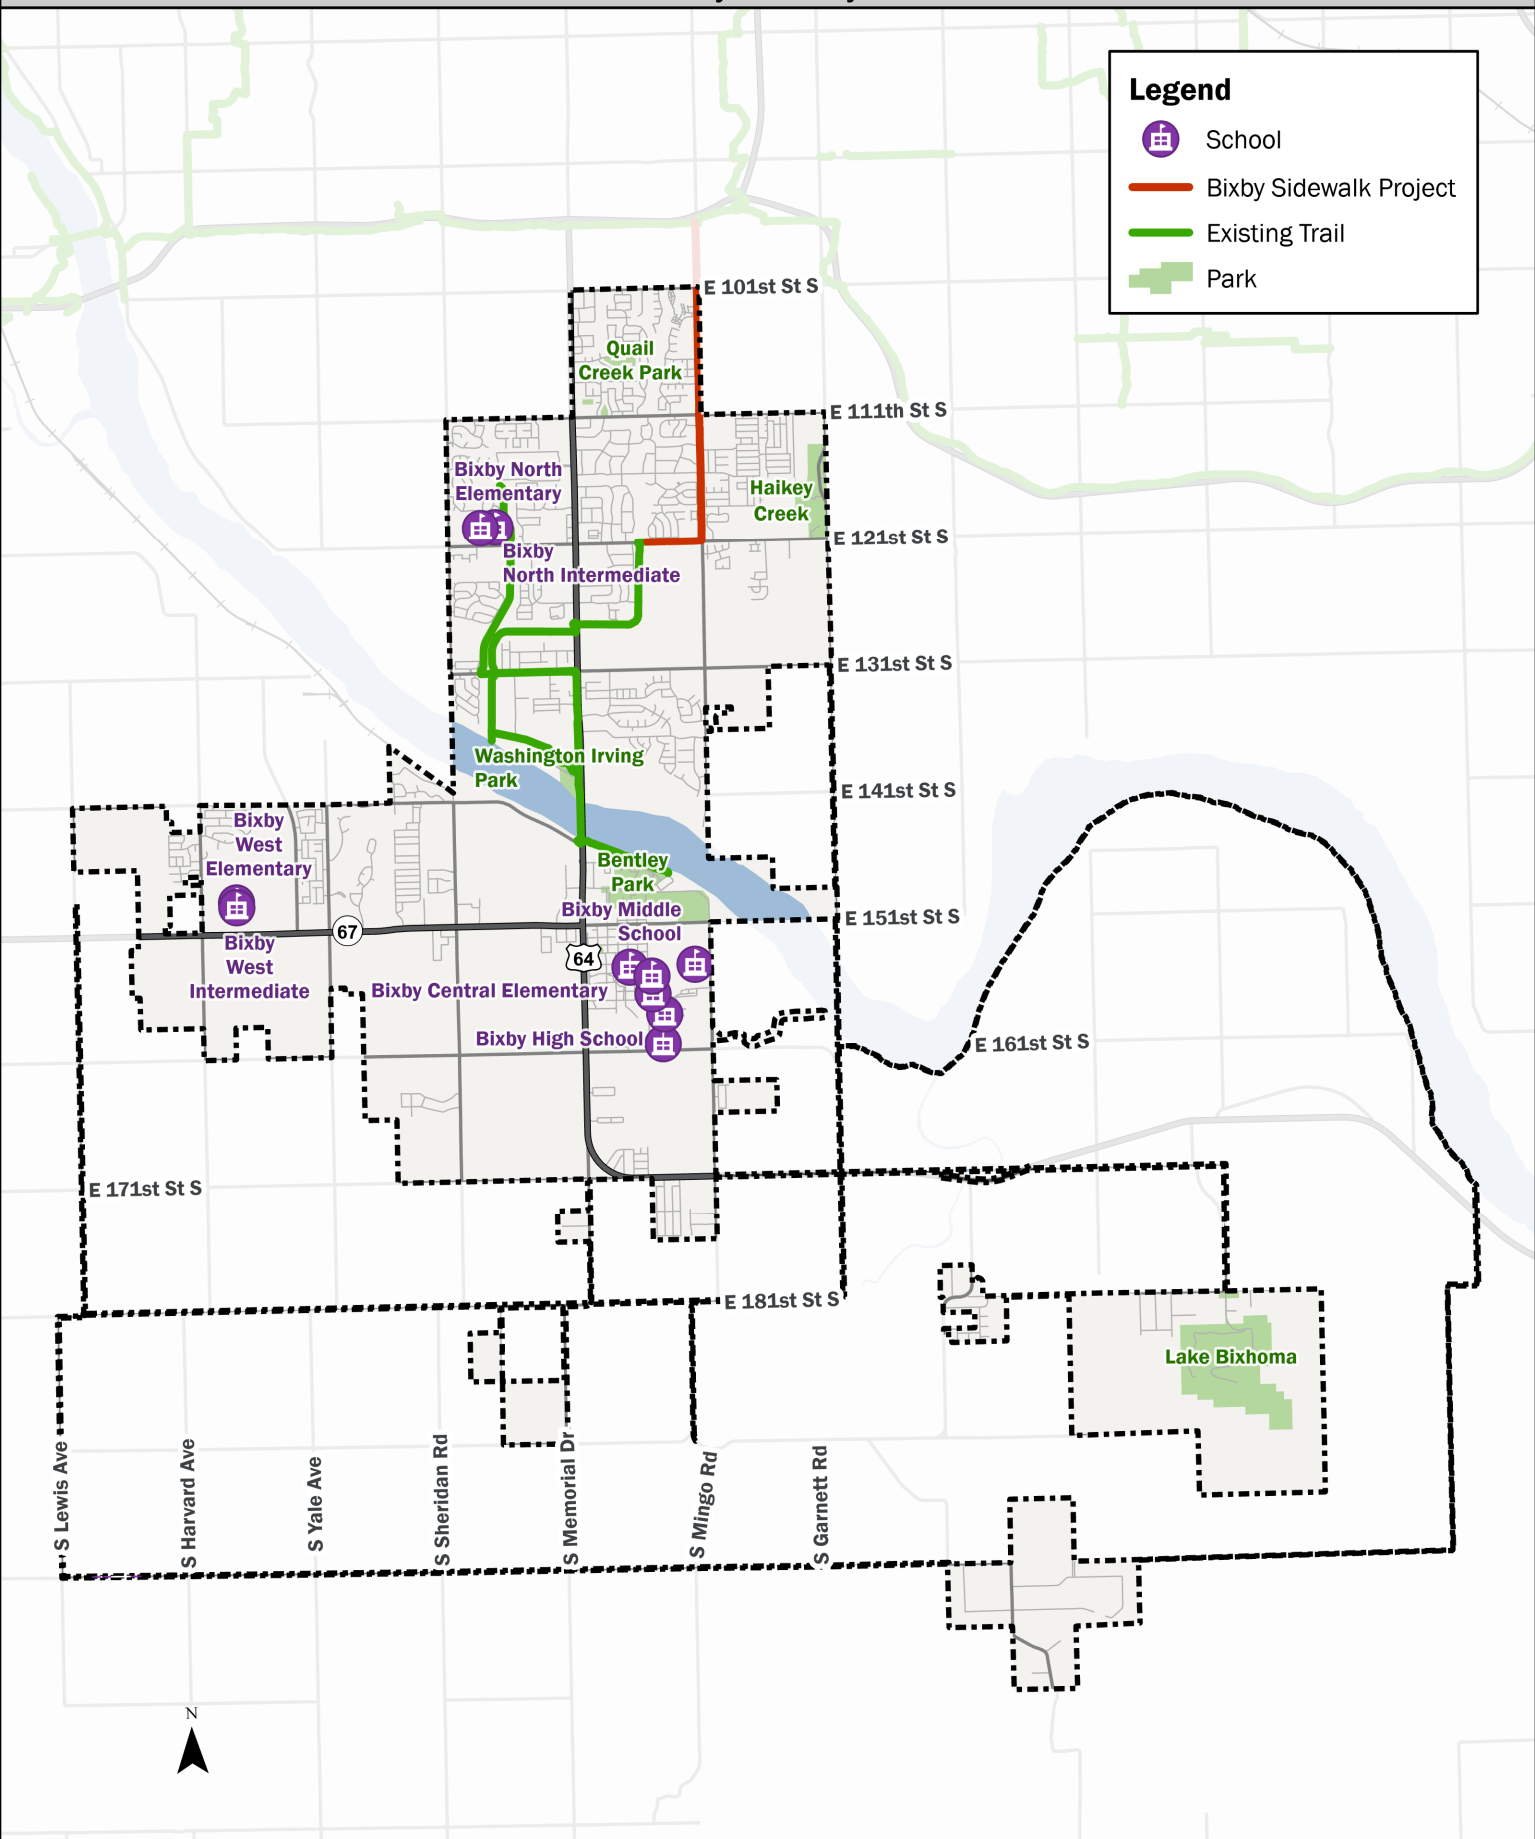 Legend
School
Bixby Sidewalk Project
Existing Trail
Park
E 101st St S
Quail
Creek Park
E 111th St S
Bixby North
Elementary
Haikey
Creek
E 121st St S
Bixby
North Intermediate
E 131st St S
Washington Irving
Park
E 141st St S
Bixby
West
Elementary
Bentley
Park
Bixby Middle
School
E 151st St S
67
Bixby
West
Intermediate
64
Bixby Central Elementary
Bixby High School
E 161st St S
E 171st St S
E 181st St S
Lake Bixhoma
S Lewis Ave
S Harvard Ave
S Yale Ave
S Sheridan Rd
S Memorial Dr
S Mingo Rd
S Garnett Rd
N